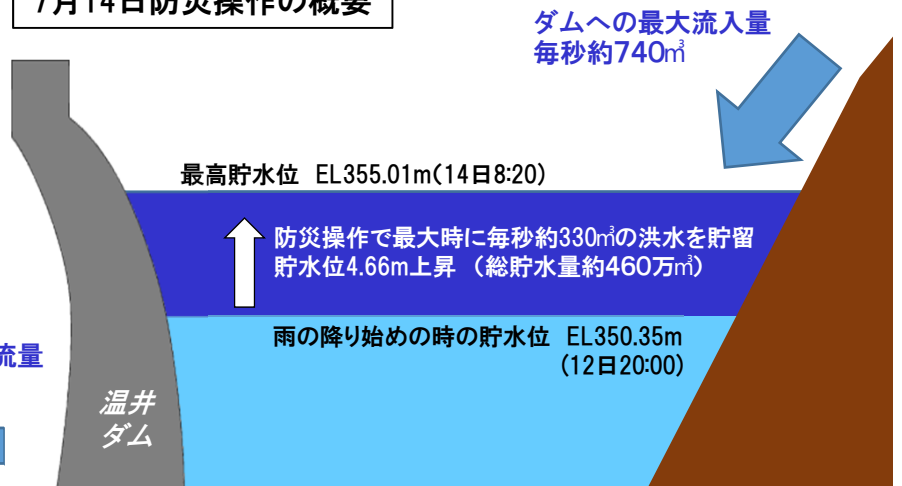 7月14日防災操作の概要
ダムへの最大流入量
毎秒約740㎥
最高貯水位 EL355.01m(14日8:20)
防災操作で最大時に毎秒約330㎥の洪水を貯留
貯水位4.66m上昇 (総貯水量約460万㎥)
雨の降り始めの時の貯水位 EL350.35m
(12日20:00)
流量
温井
ダム